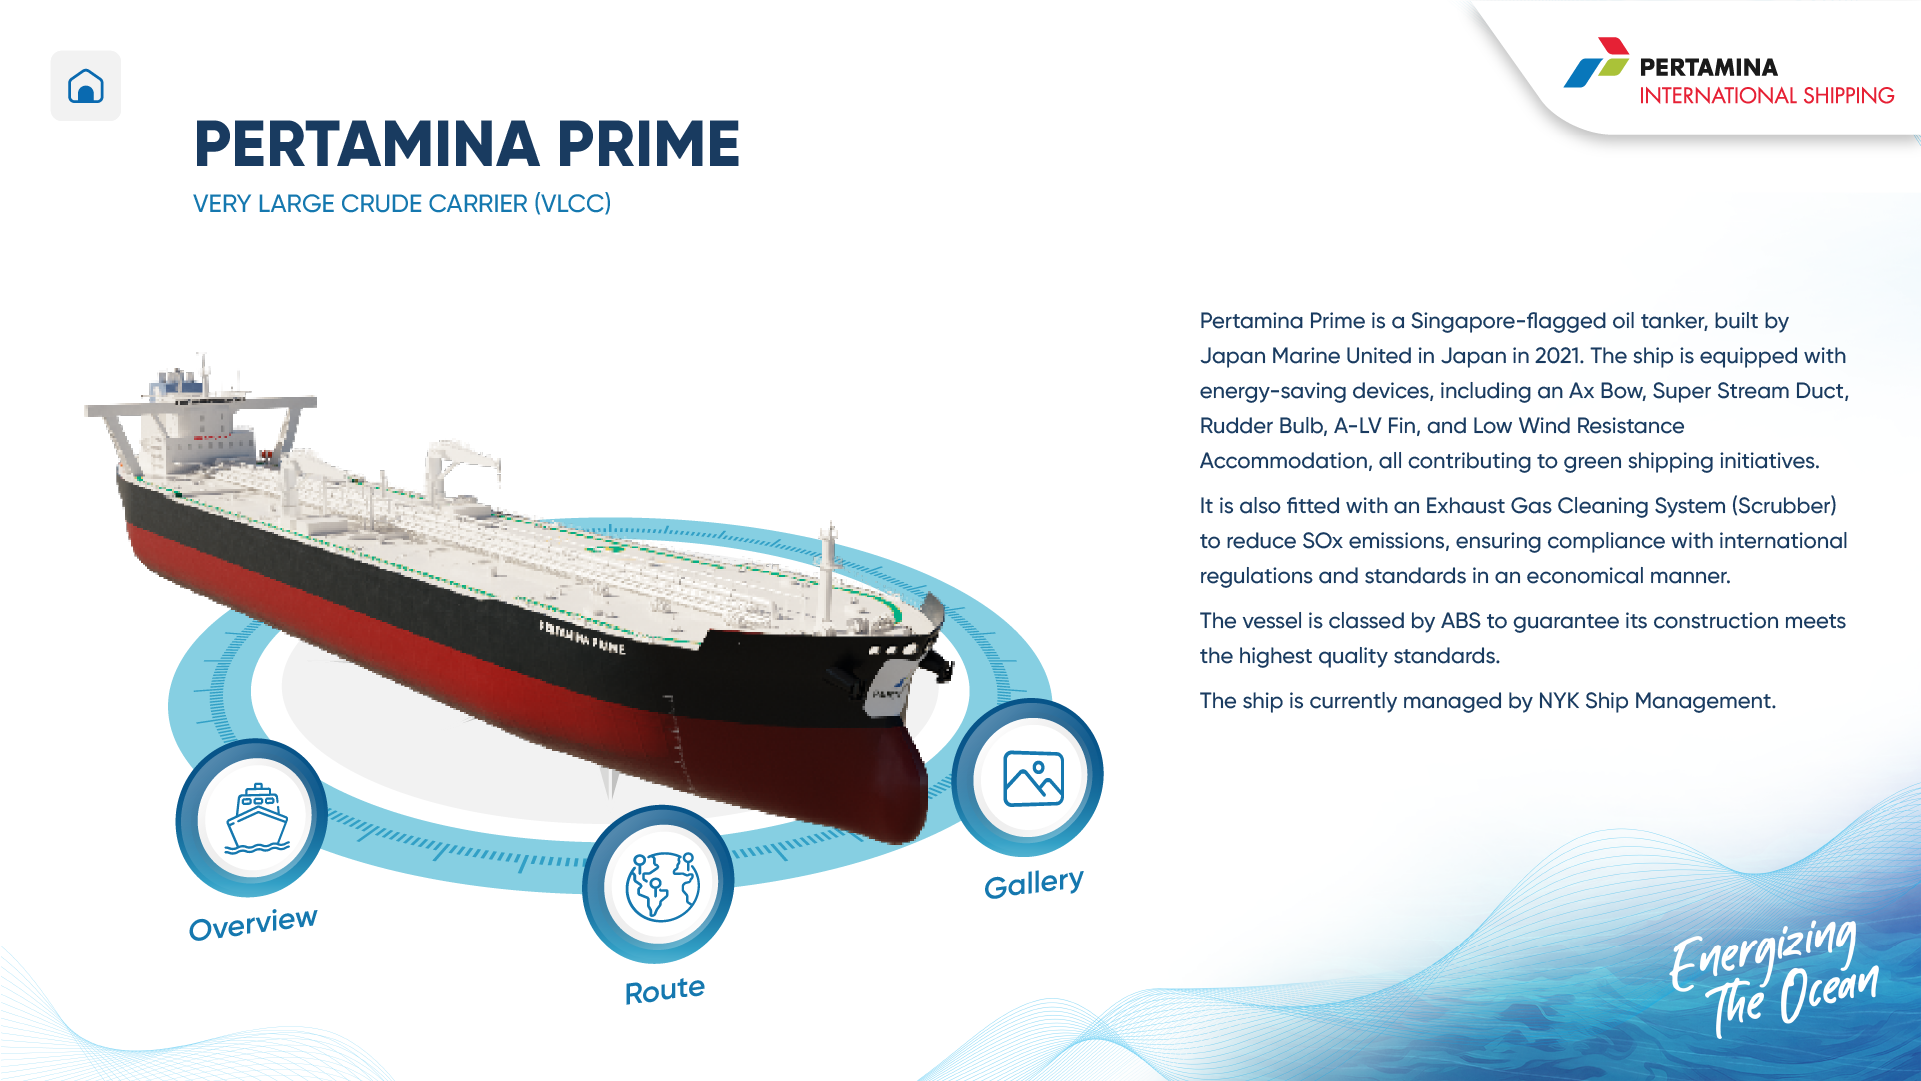 PERTAMINA
INTERNATIONAL SHIPPING
PERTAMINA PRIME
VERY LARGE CRUDE CARRIER (VLCC)
Pertamina Prime is a Singapore-flagged oil tanker, built by
Japan Marine United in Japan in 2021. The ship is equipped with
energy-saving devices, including an Ax Bow, Super Stream Duct,
Rudder Bulb, A-LV Fin, and Low Wind Resistance
Accommodation, all contributing to green shipping initiatives.
It is also fitted with an Exhaust Gas Cleaning System (Scrubber)
to reduce SOx emissions, ensuring compliance with international
regulations and standards in an economical manner.
The vessel is classed by ABS to guarantee its construction meets
the highest quality standards.
The ship is currently managed by NYK Ship Management.
PERTAMINA PRIME
Overview
Route
Gallery
Energizing
The Ocean